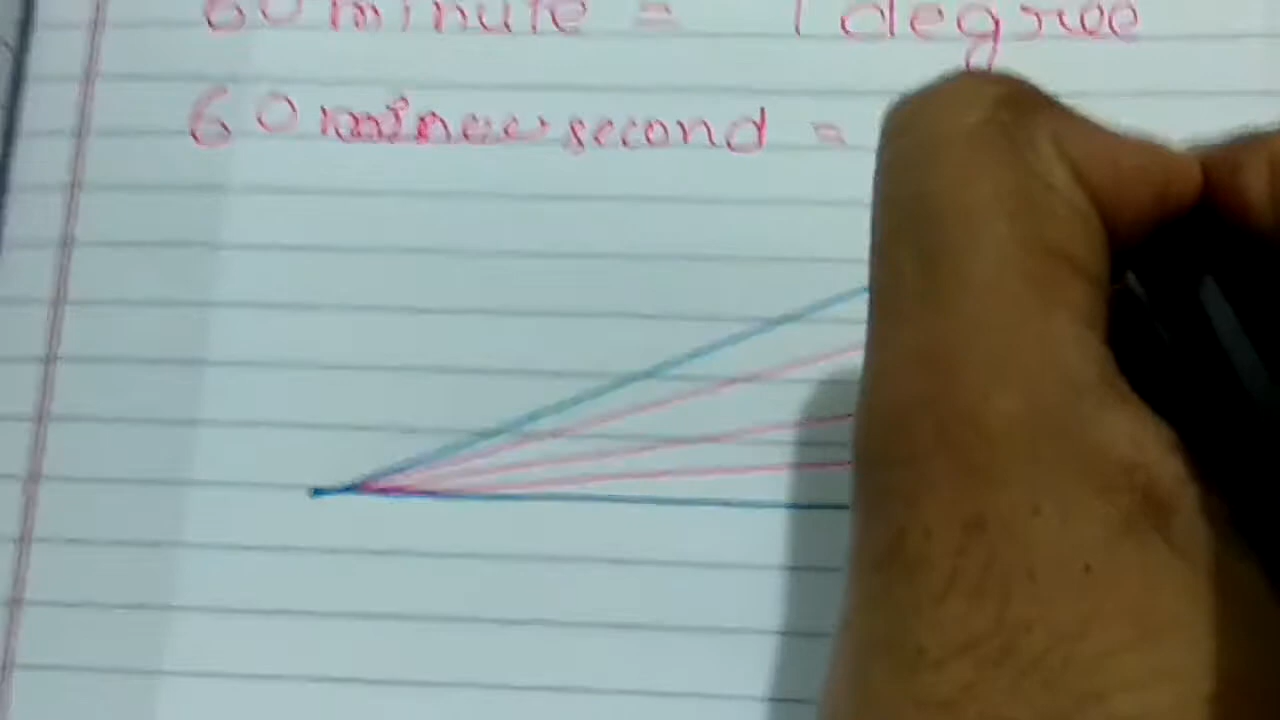 60 minute = 1 degree
60 second =